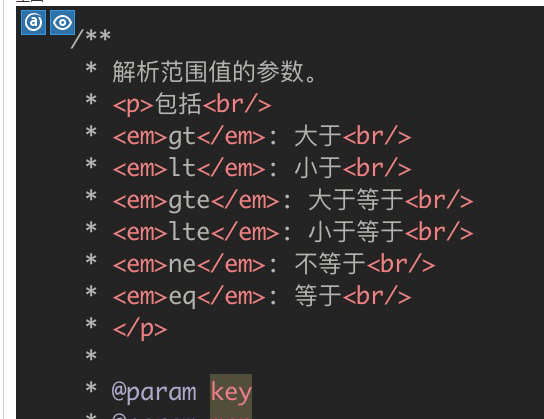 /**
* 解析范围值的参数。
* <p>包括<br/>
* <em>gt</em>: 大于<br/>
* <em>lt</em>: 小于<br/>
* <em>gte</em>: 大于等于<br/>
* <em>lte</em>: 小于等于<br/>
* <em>ne</em>: 不等于<br/>
* <em>eq</em>: 等于<br/>
* </p>
*
* @param key